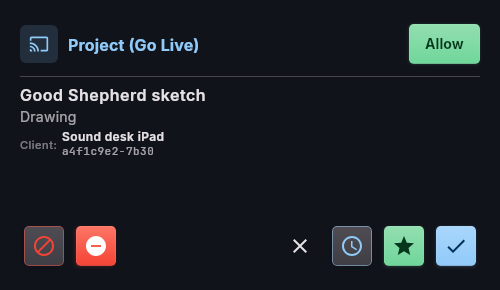 Project (Go Live)
Allow
Good Shepherd sketch
Drawing
Client: Sound desk iPad
a4f1c9e2-7b30